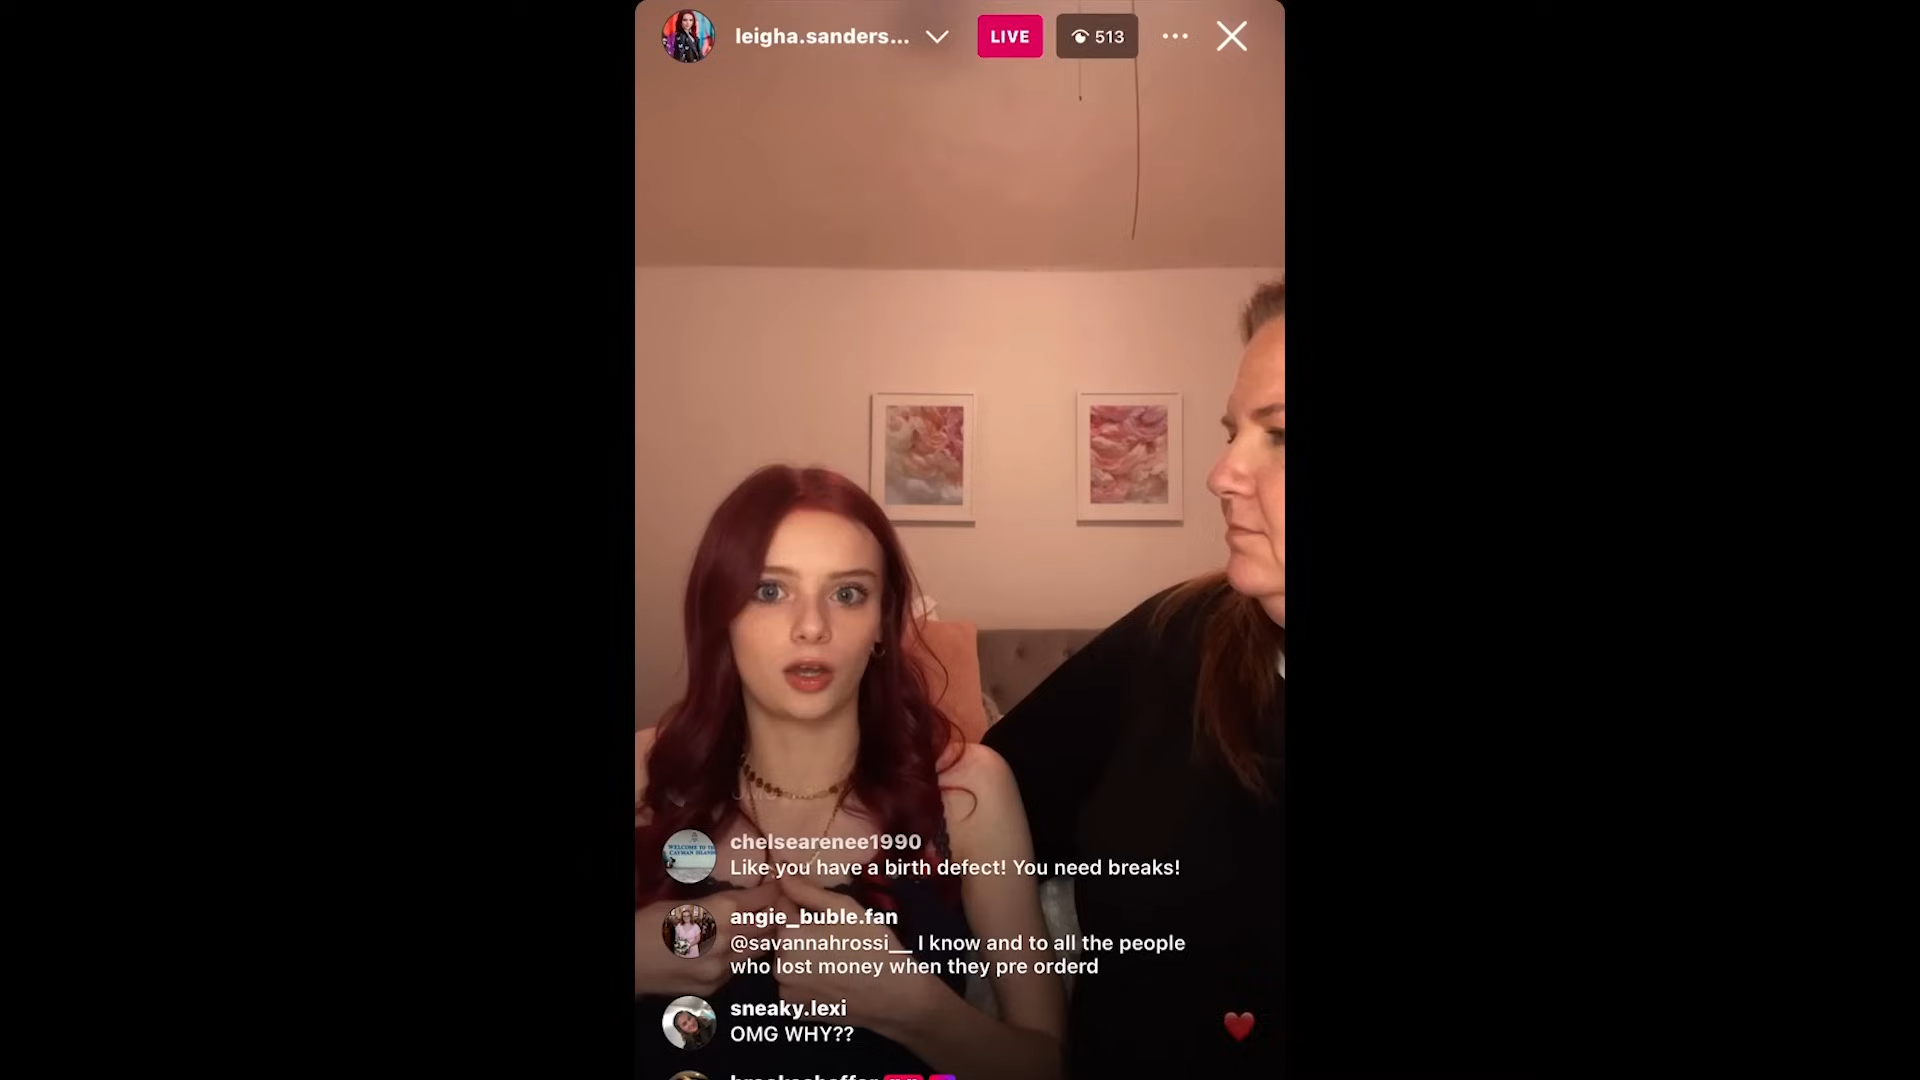 leigha.sanders...
LIVE
513
chelsearenee1990
Like you have a birth defect! You need breaks!
angie_buble.fan
@savannahrossi__ I know and to all the people
who lost money when they pre orderd
sneaky.lexi
OMG WHY??